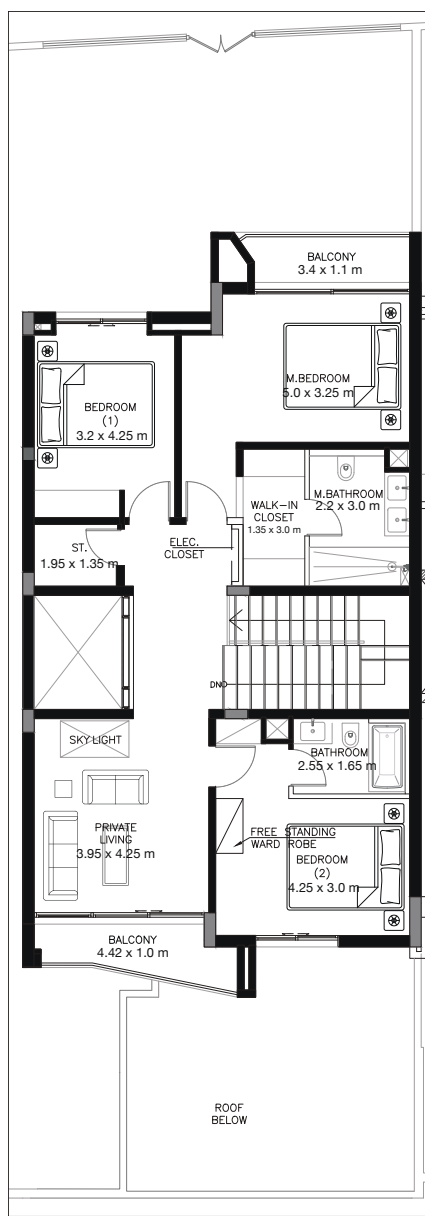 BALCONY
3.4 x 1.1 m
M.BEDROOM
5.0 x 3.25 m
BEDROOM
(1)
3.2 x 4.25 m
M.BATHROOM
2.2 x 3.0 m
WALK-IN
CLOSET
1.35 x 3.0 m
ELEC.
CLOSET
ST.
1.95 x 1.35 m
DN
SKY LIGHT
BATHROOM
2.55 x 1.65 m
PRIVATE
LIVING
3.95 x 4.25 m
FREE STANDING
WARD ROBE
BEDROOM
(2)
4.25 x 3.0 m
BALCONY
4.42 x 1.0 m
ROOF
BELOW